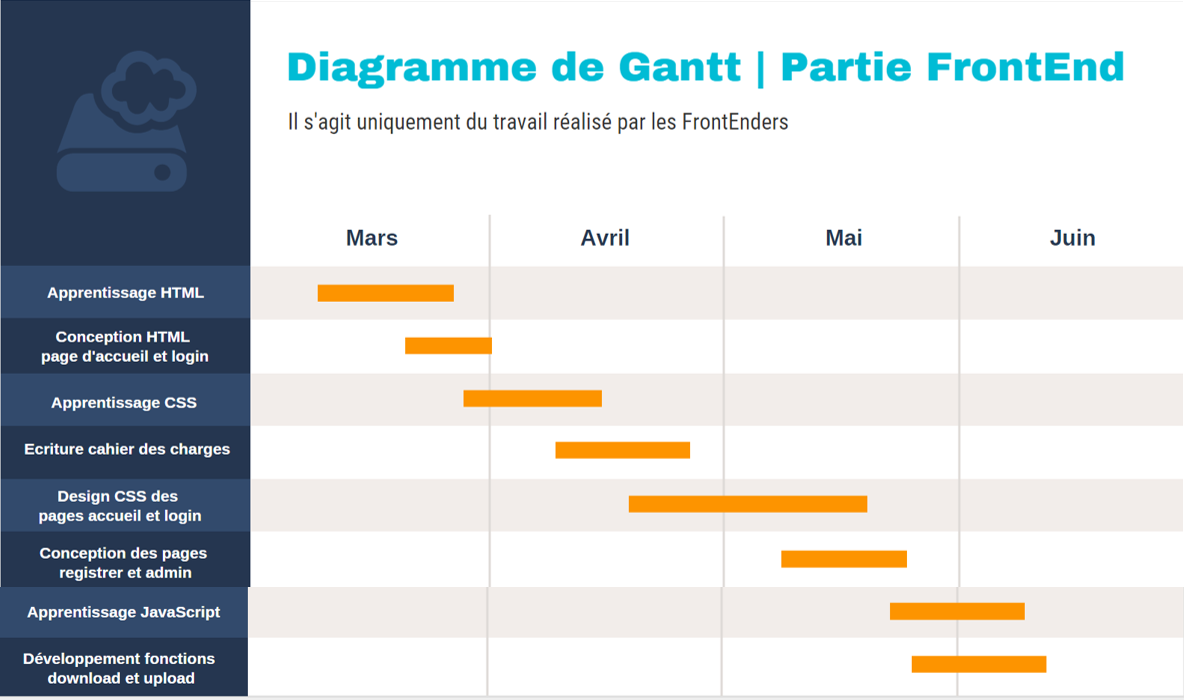 Diagramme de Gantt | Partie FrontEnd
Il s'agit uniquement du travail réalisé par les FrontEnders
Mars Avril Mai Juin
Apprentissage HTML
Conception HTML
page d'accueil et login
Apprentissage CSS
Ecriture cahier des charges
Design CSS des
pages accueil et login
Conception des pages
registrer et admin
Apprentissage JavaScript
Développement fonctions
download et upload